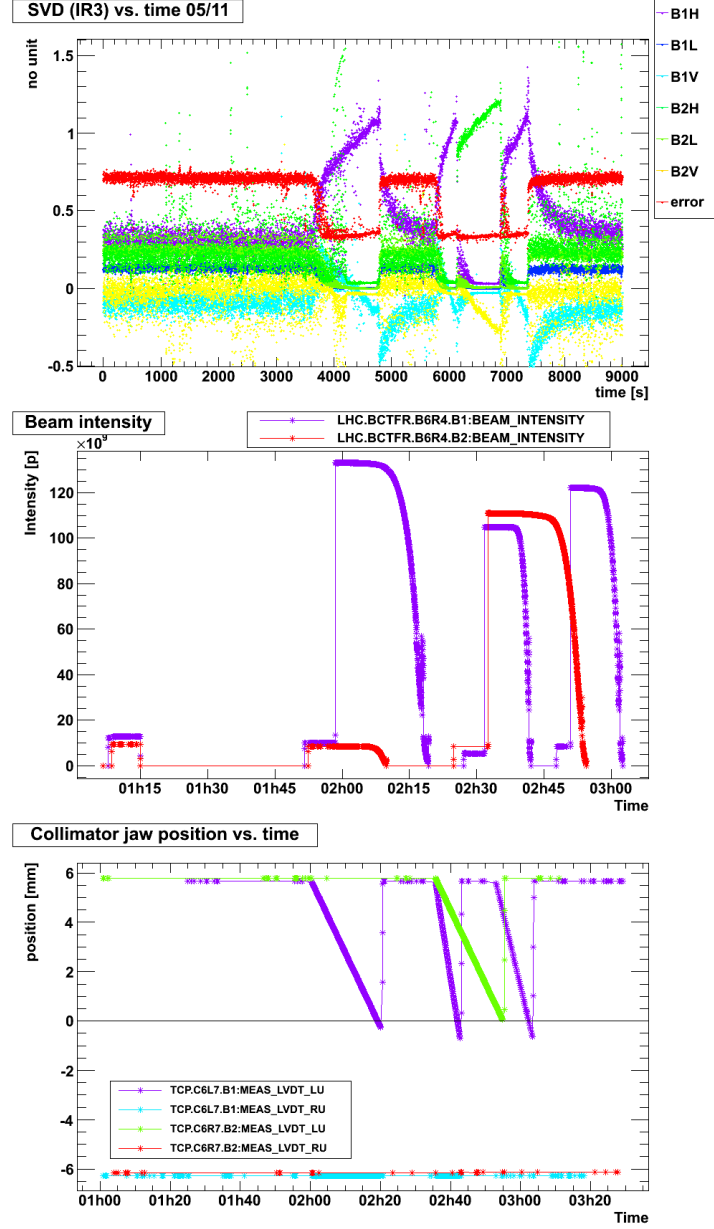 SVD (IR3) vs. time 05/11
no unit
1.5
1
0.5
0
-0.5
0 1000 2000 3000 4000 5000 6000 7000 8000 9000
time [s]
B1H
B1L
B1V
B2H
B2L
B2V
error
Beam intensity
×10⁹
LHC.BCTFR.B6R4.B1:BEAM_INTENSITY
LHC.BCTFR.B6R4.B2:BEAM_INTENSITY
Intensity [p]
120
100
80
60
40
20
0
01h15 01h30 01h45 02h00 02h15 02h30 02h45 03h00
Time
Collimator jaw position vs. time
position [mm]
6
4
2
0
-2
-4
-6
TCP.C6L7.B1:MEAS_LVDT_LU
TCP.C6L7.B1:MEAS_LVDT_RU
TCP.C6R7.B2:MEAS_LVDT_LU
TCP.C6R7.B2:MEAS_LVDT_RU
01h00 01h20 01h40 02h00 02h20 02h40 03h00 03h20
Time